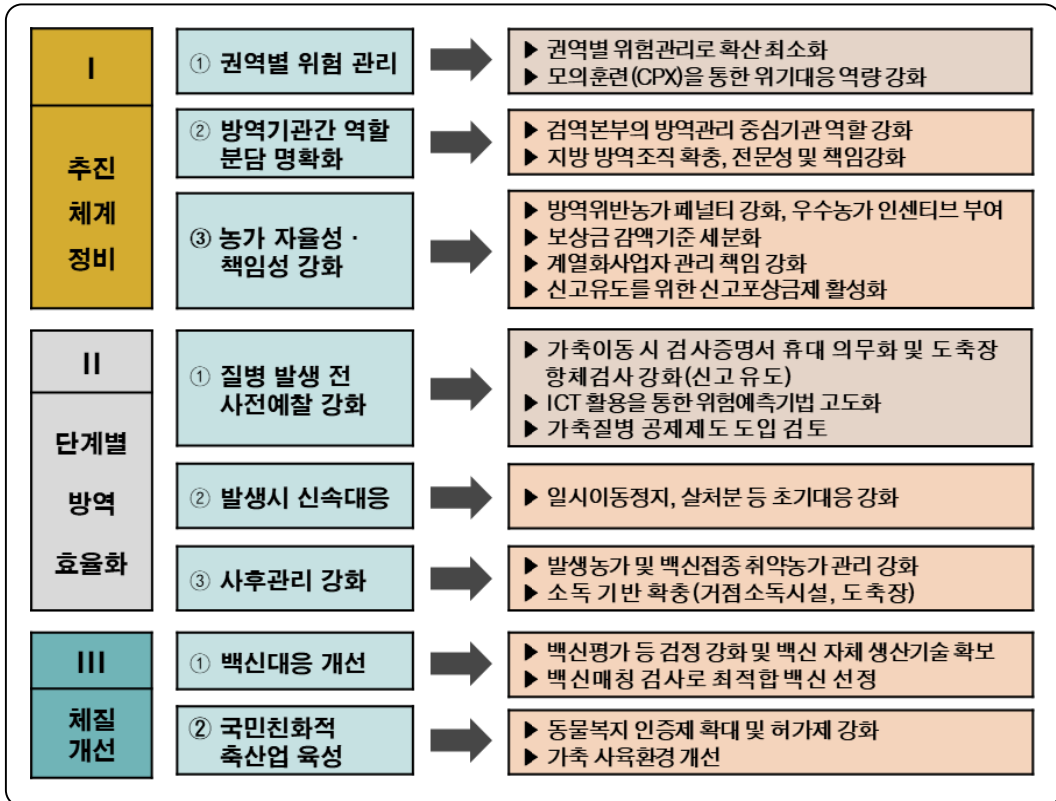 I
추진
체계
정비
① 권역별 위험 관리
▶ 권역별 위험관리로 확산 최소화
▶ 모의훈련(CPX)을 통한 위기대응 역량 강화
② 방역기관간 역할
분담 명확화
▶ 검역본부의 방역관리 중심기관 역할 강화
▶ 지방 방역조직 확충, 전문성 및 책임강화
③ 농가 자율성 ·
책임성 강화
▶ 방역위반농가 페널티 강화, 우수농가 인센티브 부여
▶ 보상금 감액기준 세분화
▶ 계열화사업자 관리 책임 강화
▶ 신고유도를 위한 신고포상금제 활성화
II
단계별
방역
효율화
① 질병 발생 전
사전예찰 강화
▶ 가축이동 시 검사증명서 휴대 의무화 및 도축장
항체검사 강화(신고 유도)
▶ ICT 활용을 통한 위험예측기법 고도화
▶ 가축질병 공제제도 도입 검토
② 발생시 신속대응
▶ 일시이동정지, 살처분 등 초기대응 강화
③ 사후관리 강화
▶ 발생농가 및 백신접종 취약농가 관리 강화
▶ 소독 기반 확충(거점소독시설, 도축장)
III
체질
개선
① 백신대응 개선
▶ 백신평가 등 검정 강화 및 백신 자체 생산기술 확보
▶ 백신매칭 검사로 최적합 백신 선정
② 국민친화적
축산업 육성
▶ 동물복지 인증제 확대 및 허가제 강화
▶ 가축 사육환경 개선